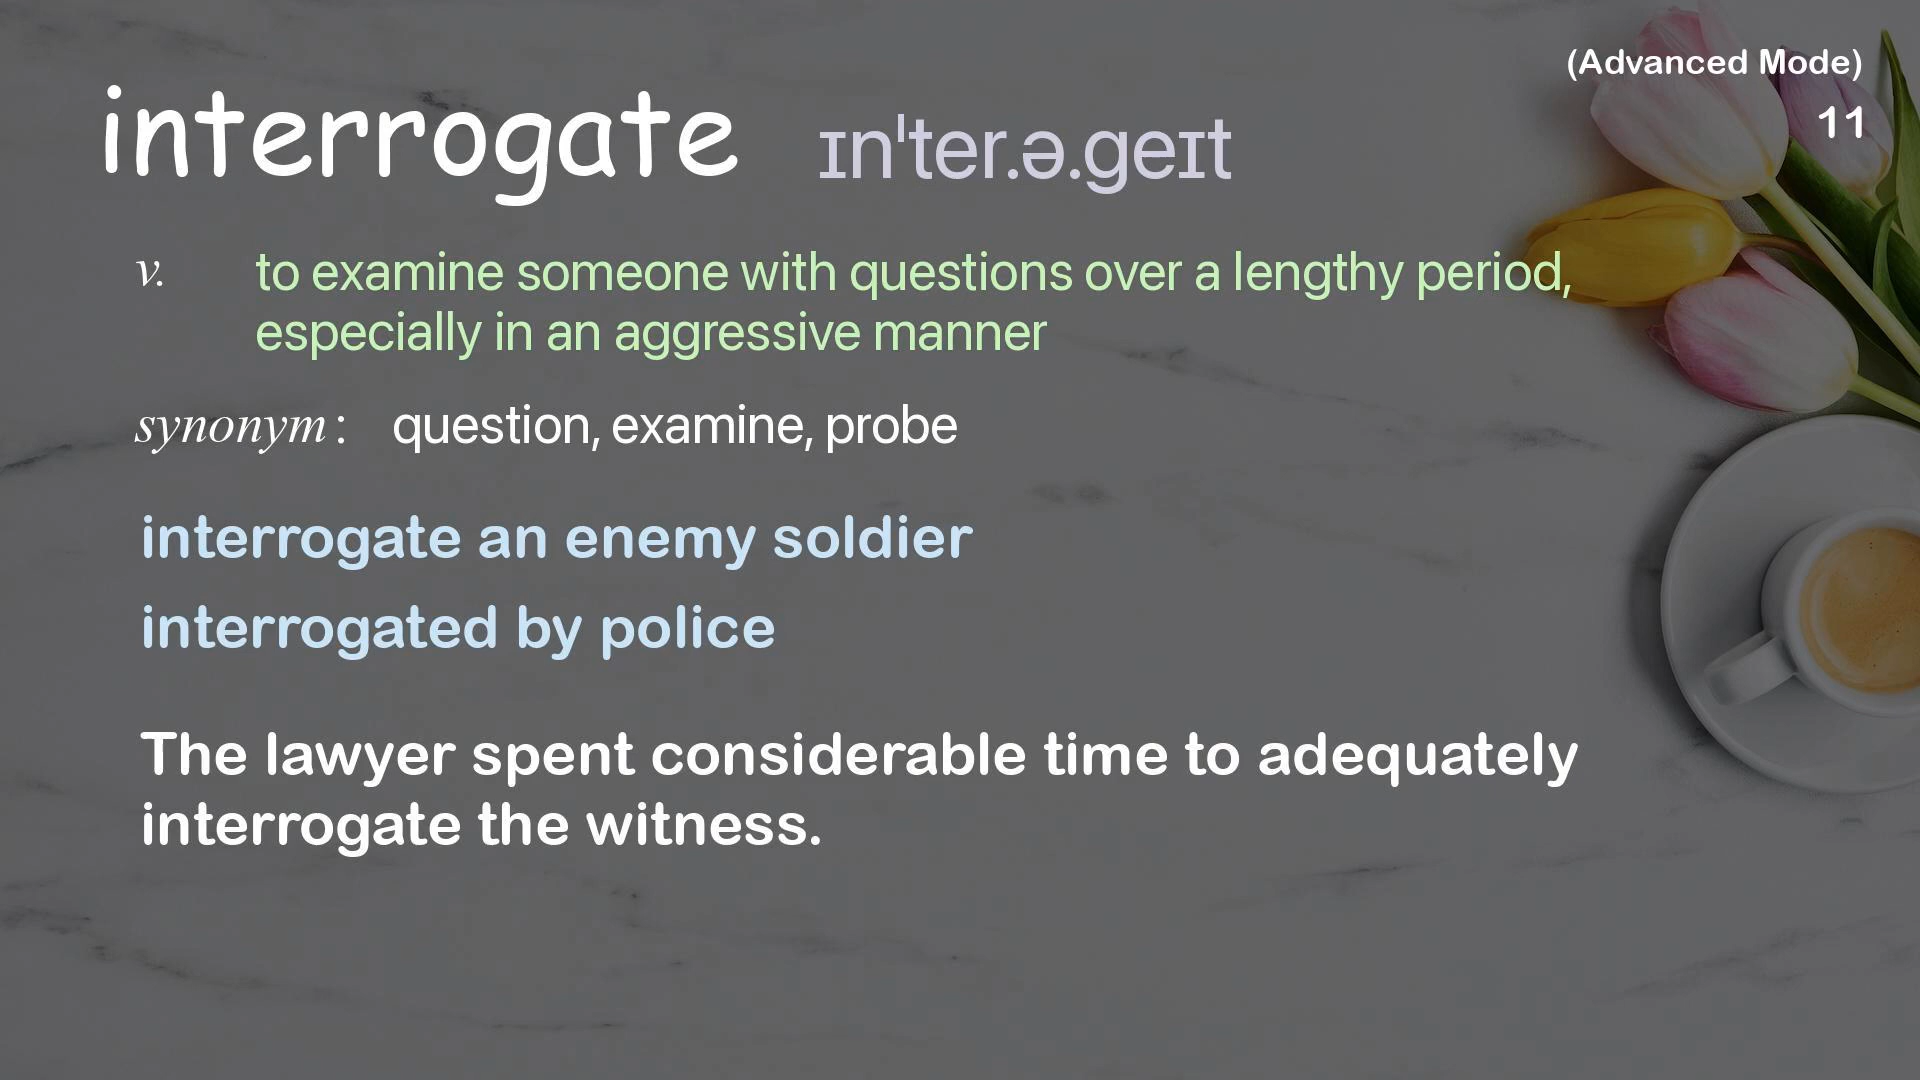 (Advanced Mode)
11
interrogate ɪnˈter.ə.geɪt
v. to examine someone with questions over a lengthy period,
especially in an aggressive manner
synonym : question, examine, probe
interrogate an enemy soldier
interrogated by police
The lawyer spent considerable time to adequately
interrogate the witness.